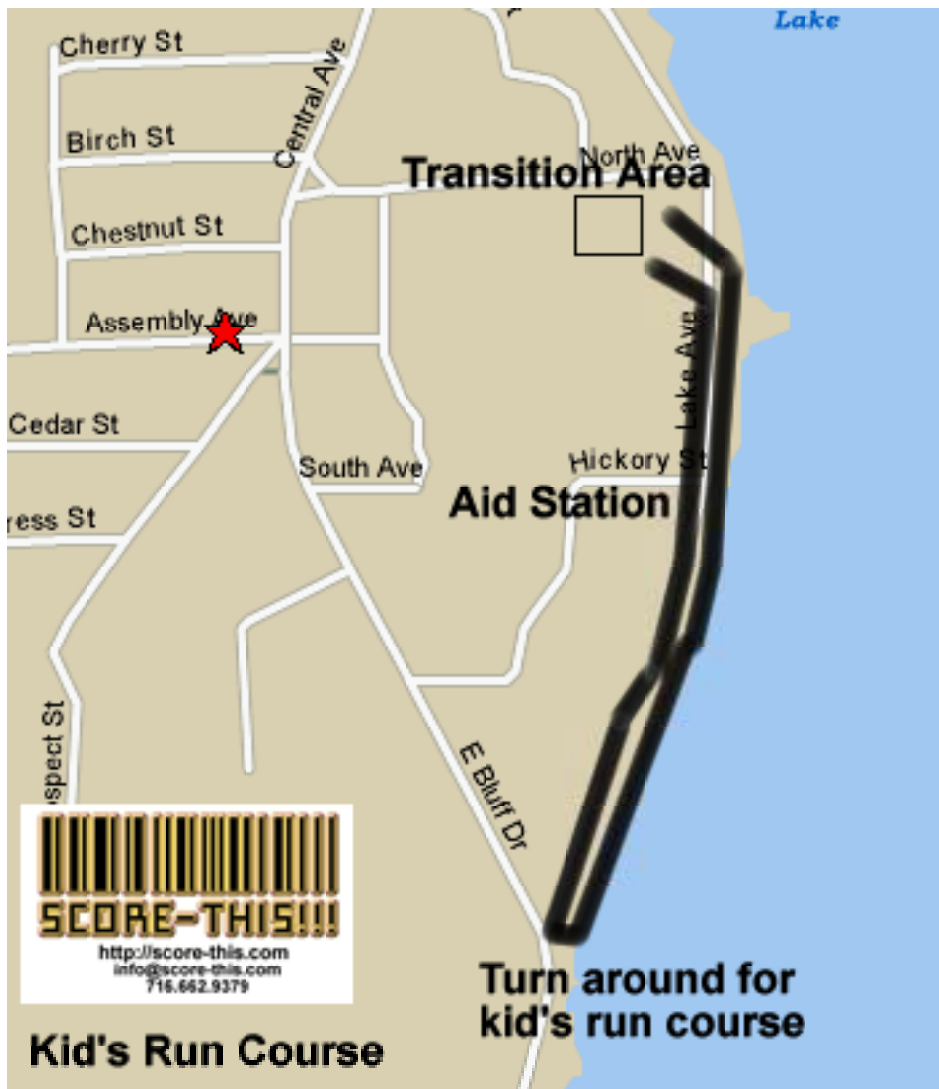 Lake
Cherry St
Central Ave
Birch St
North Ave
Transition Area
Chestnut St
Assembly Ave
Lake Ave
Cedar St
South Ave
Hickory St
Aid Station
ress St
ospect St
E Bluff Dr
SCORE-THIS!!!
http://score-this.com
info@score-this.com
716.662.9379
Turn around for
kid's run course
Kid's Run Course